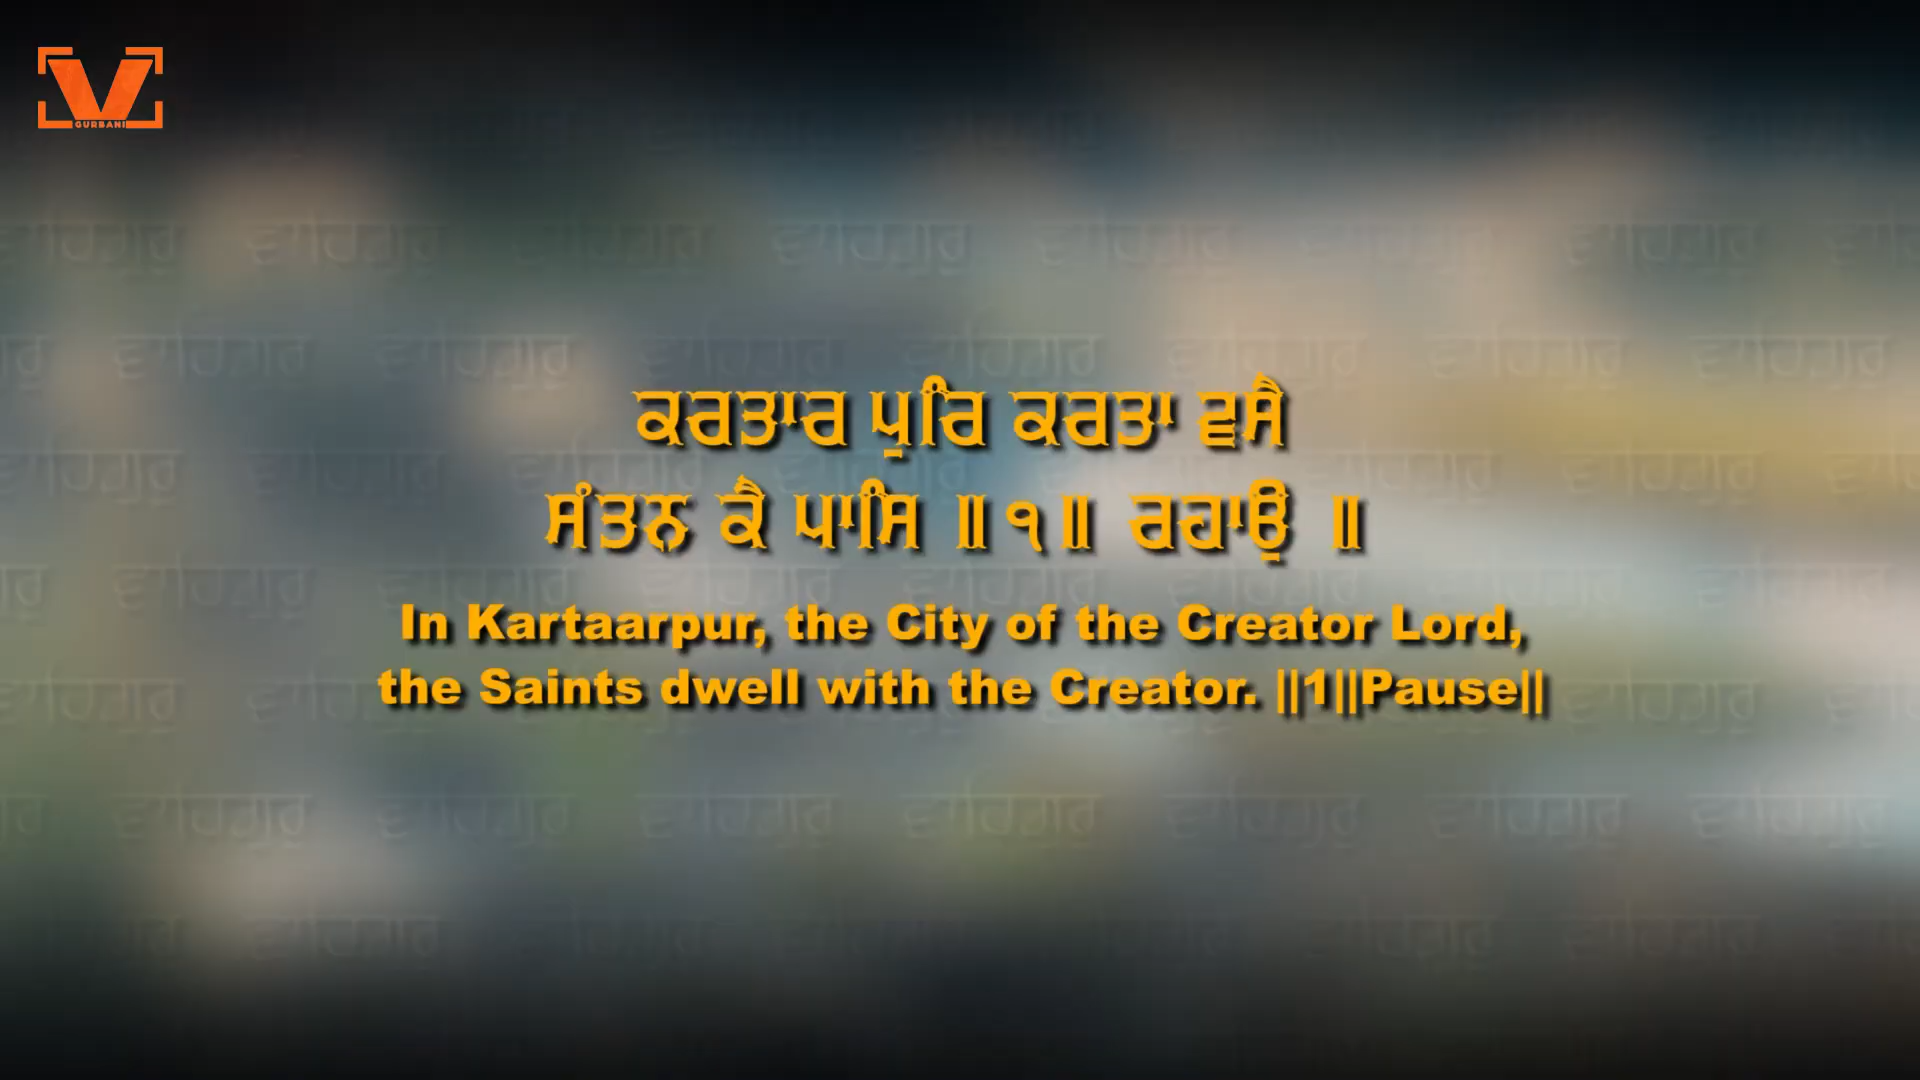 GURBANI
ਕਰਤਾਰ ਪੁਰਿ ਕਰਤਾ ਵਸੈ
ਸੰਤਨ ਕੈ ਪਾਸਿ ॥੧॥ ਰਹਾਉ ॥
In Kartaarpur, the City of the Creator Lord,
the Saints dwell with the Creator. ||1||Pause||